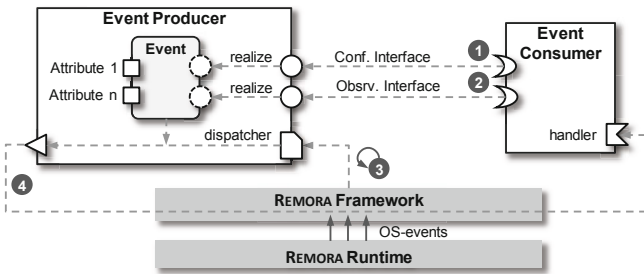 Event Producer
Event
Consumer
Event
Attribute 1
Attribute n
realize
realize
Conf. Interface
Obsrv. Interface
1
2
dispatcher
handler
3
4
REMORA Framework
OS-events
REMORA Runtime